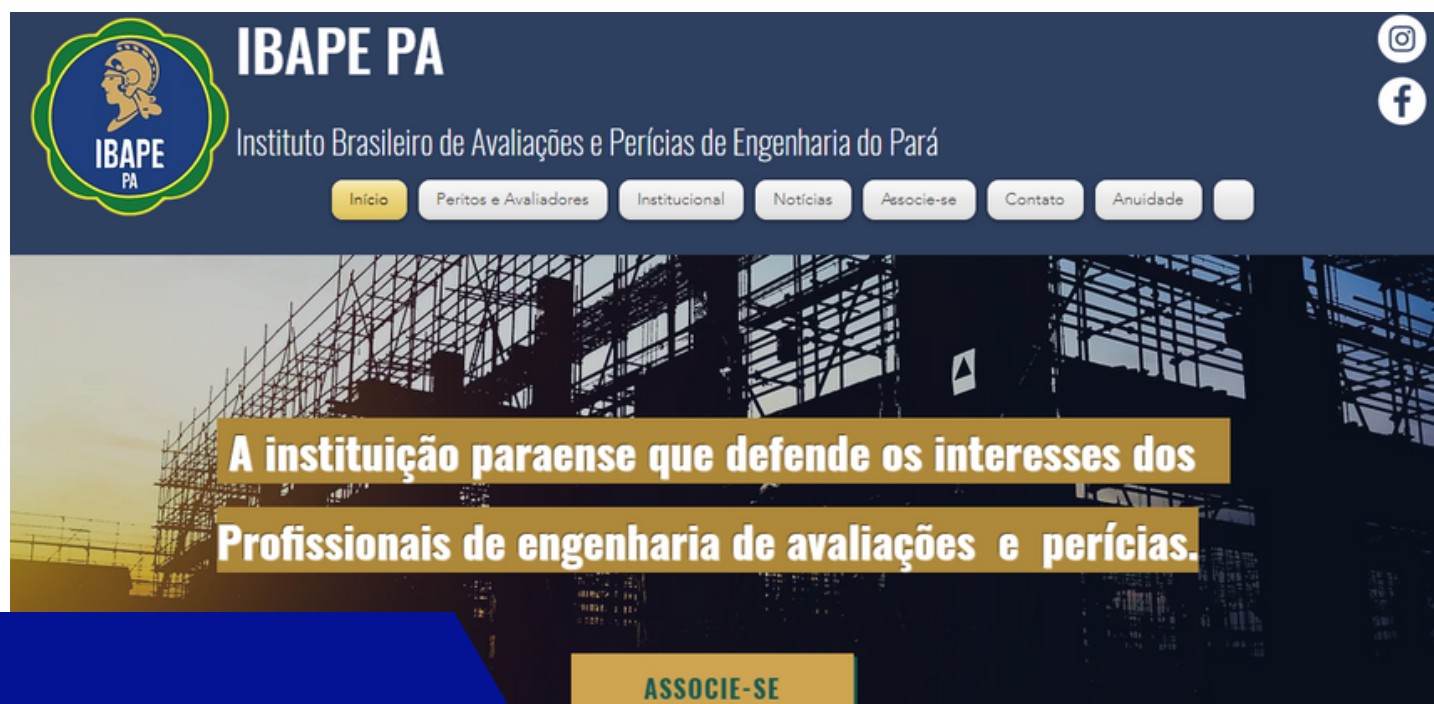 IBAPE PA
IBAPE
PA
Instituto Brasileiro de Avaliações e Perícias de Engenharia do Pará
Início Peritos e Avaliadores Institucional Notícias Associe-se Contato Anuidade
A instituição paraense que defende os interesses dos
Profissionais de engenharia de avaliações e perícias.
ASSOCIE-SE